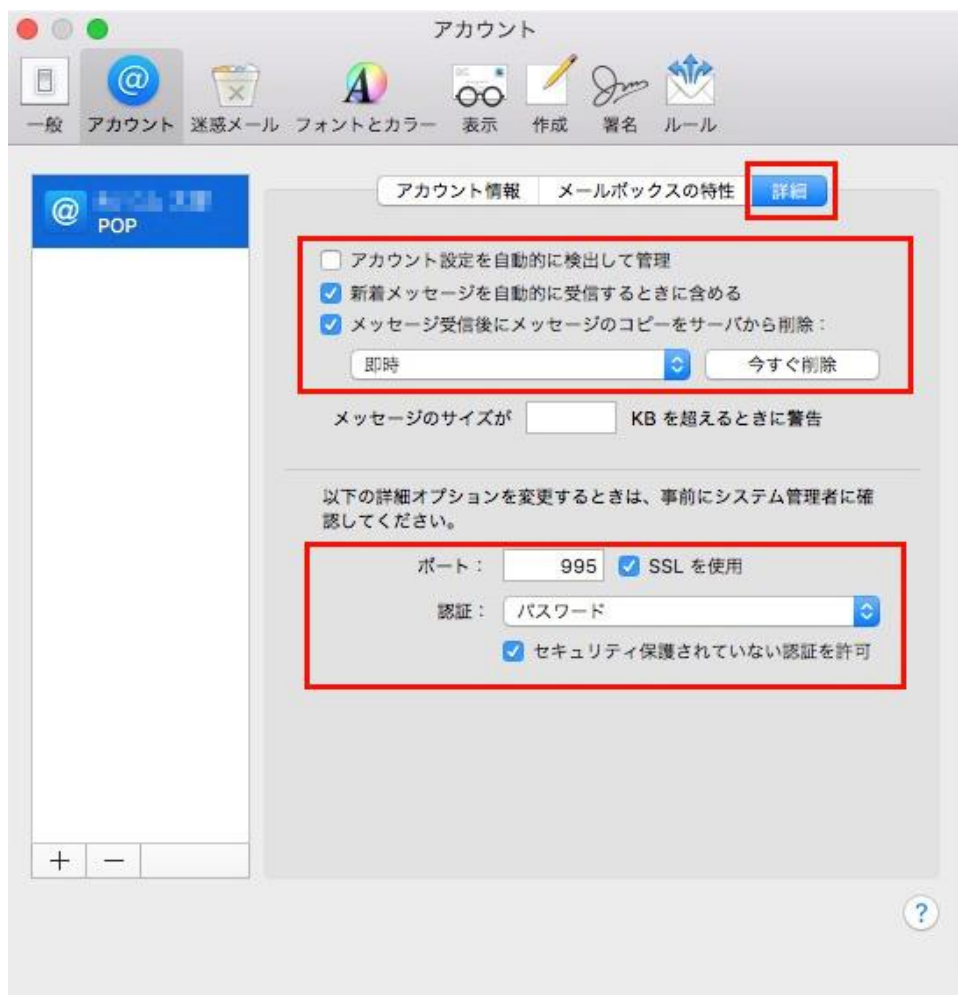 アカウント
一般 アカウント 迷惑メール フォントとカラー 表示 作成 署名 ルール
アカウント情報 メールボックスの特性 詳細
@
POP
アカウント設定を自動的に検出して管理
新着メッセージを自動的に受信するときに含める
メッセージ受信後にメッセージのコピーをサーバから削除：
即時 今すぐ削除
メッセージのサイズが KB を超えるときに警告
以下の詳細オプションを変更するときは、事前にシステム管理者に確
認してください。
ポート： 995 SSL を使用
認証： パスワード
セキュリティ保護されていない認証を許可
+ −
?